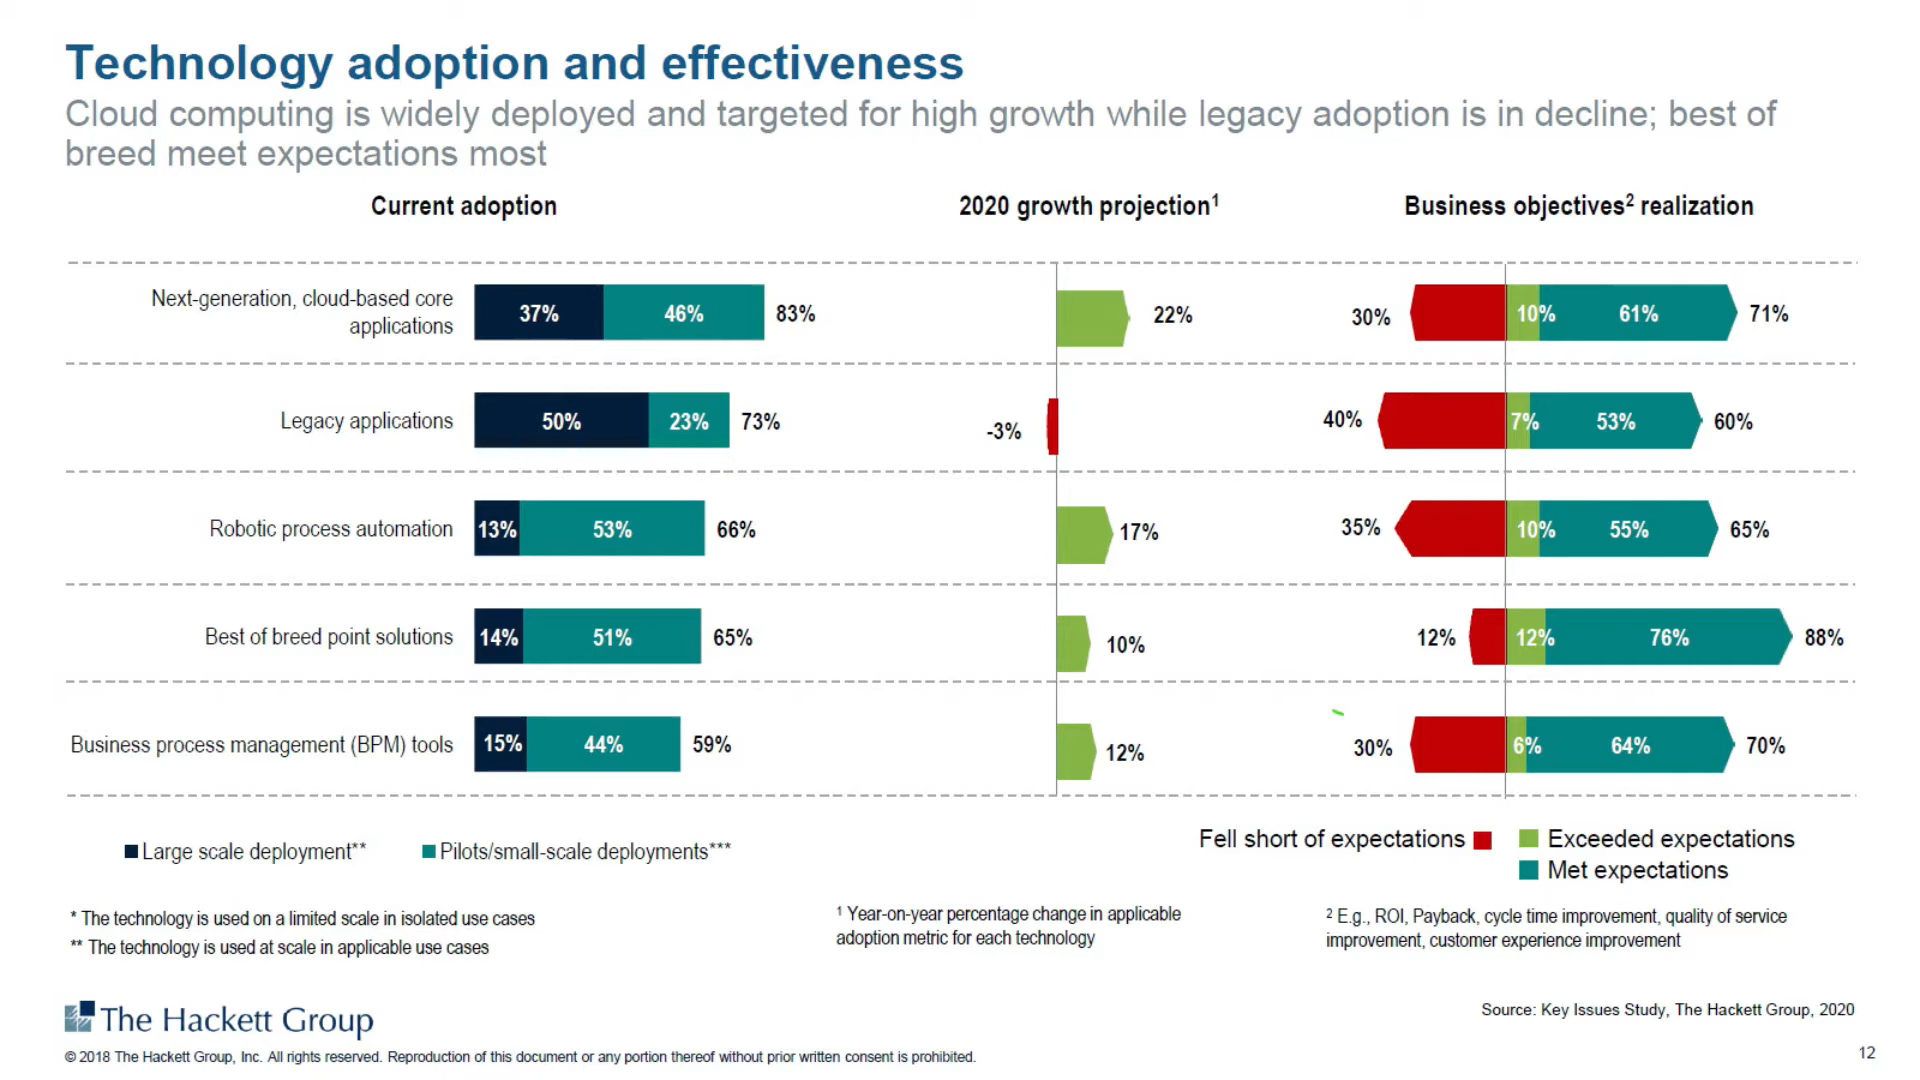 Technology adoption and effectiveness
Cloud computing is widely deployed and targeted for high growth while legacy adoption is in decline; best of
breed meet expectations most
Current adoption
2020 growth projection¹
Business objectives² realization
Next-generation, cloud-based core
applications
37% 46% 83%
22%
30% 10% 61% 71%
Legacy applications
50% 23% 73%
-3%
40% 7% 53% 60%
Robotic process automation
13% 53% 66%
17%
35% 10% 55% 65%
Best of breed point solutions
14% 51% 65%
10%
12% 12% 76% 88%
Business process management (BPM) tools
15% 44% 59%
12%
30% 6% 64% 70%
Large scale deployment**
Pilots/small-scale deployments***
Fell short of expectations
Exceeded expectations
Met expectations
* The technology is used on a limited scale in isolated use cases
** The technology is used at scale in applicable use cases
¹ Year-on-year percentage change in applicable
adoption metric for each technology
² E.g., ROI, Payback, cycle time improvement, quality of service
improvement, customer experience improvement
The Hackett Group
Source: Key Issues Study, The Hackett Group, 2020
© 2018 The Hackett Group, Inc. All rights reserved. Reproduction of this document or any portion thereof without prior written consent is prohibited.
12